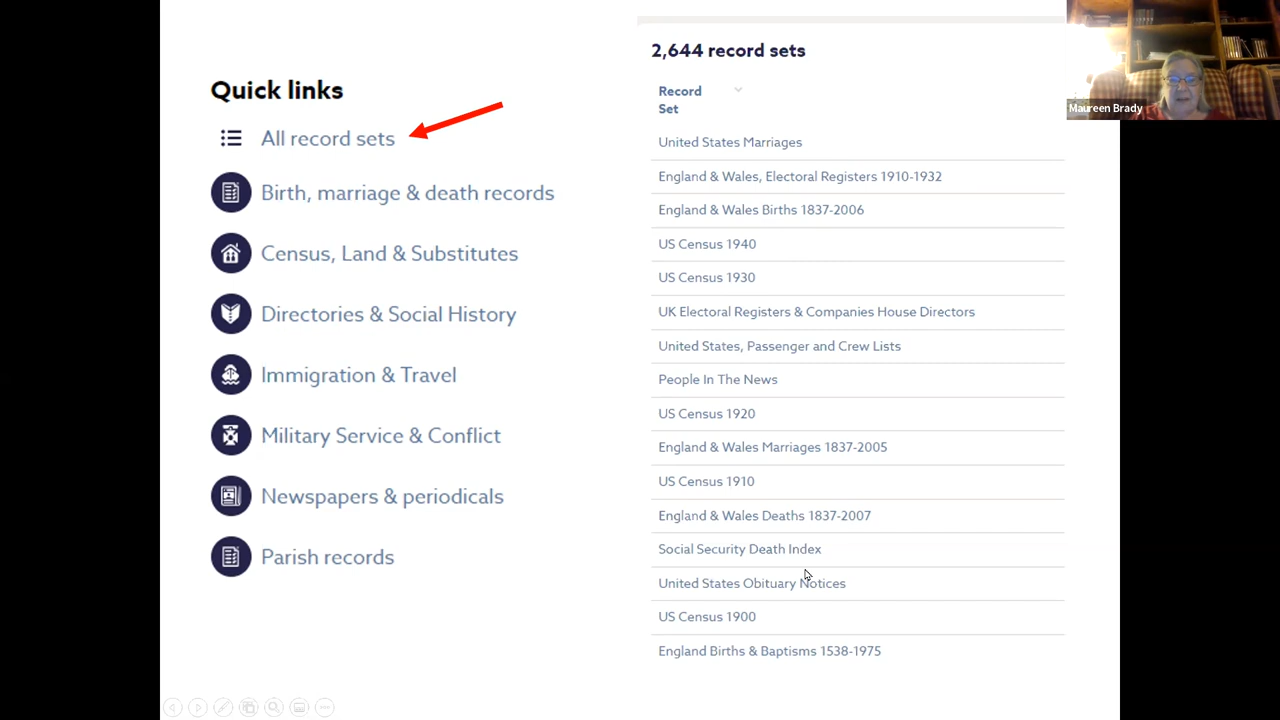 Quick links
All record sets
Birth, marriage & death records
Census, Land & Substitutes
Directories & Social History
Immigration & Travel
Military Service & Conflict
Newspapers & periodicals
Parish records
2,644 record sets
Record
Set
United States Marriages
England & Wales, Electoral Registers 1910-1932
England & Wales Births 1837-2006
US Census 1940
US Census 1930
UK Electoral Registers & Companies House Directors
United States, Passenger and Crew Lists
People In The News
US Census 1920
England & Wales Marriages 1837-2005
US Census 1910
England & Wales Deaths 1837-2007
Social Security Death Index
United States Obituary Notices
US Census 1900
England Births & Baptisms 1538-1975
Maureen Brady